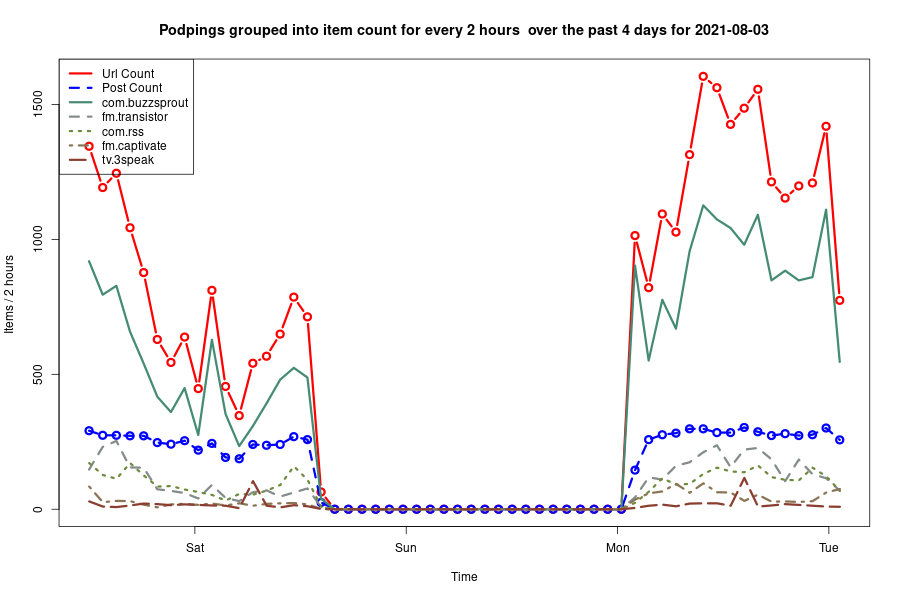 Podpings grouped into item count for every 2 hours  over the past 4 days for 2021-08-03
Url Count
Post Count
com.buzzsprout
fm.transistor
com.rss
fm.captivate
tv.3speak
Items / 2 hours
1500
1000
500
0
Sat
Sun
Mon
Tue
Time